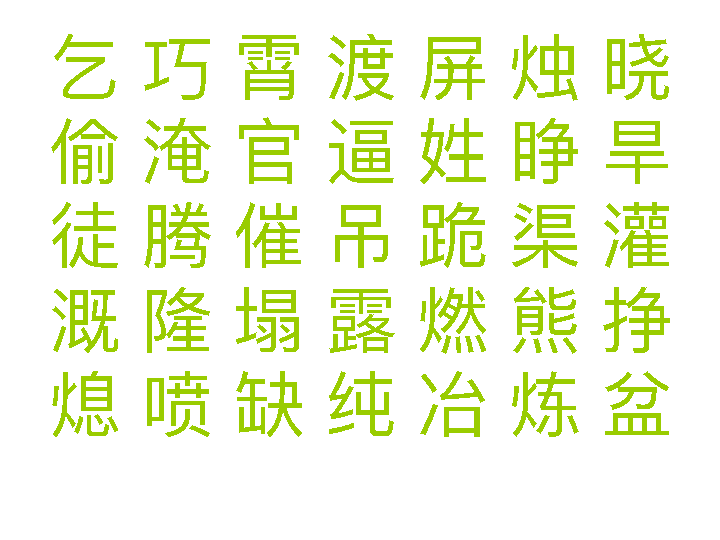 乞巧霄渡屏烛晓
偷淹官逼姓睁旱
徒腾催吊跪渠灌
溉隆塌露燃熊挣
熄喷缺纯冶炼盆